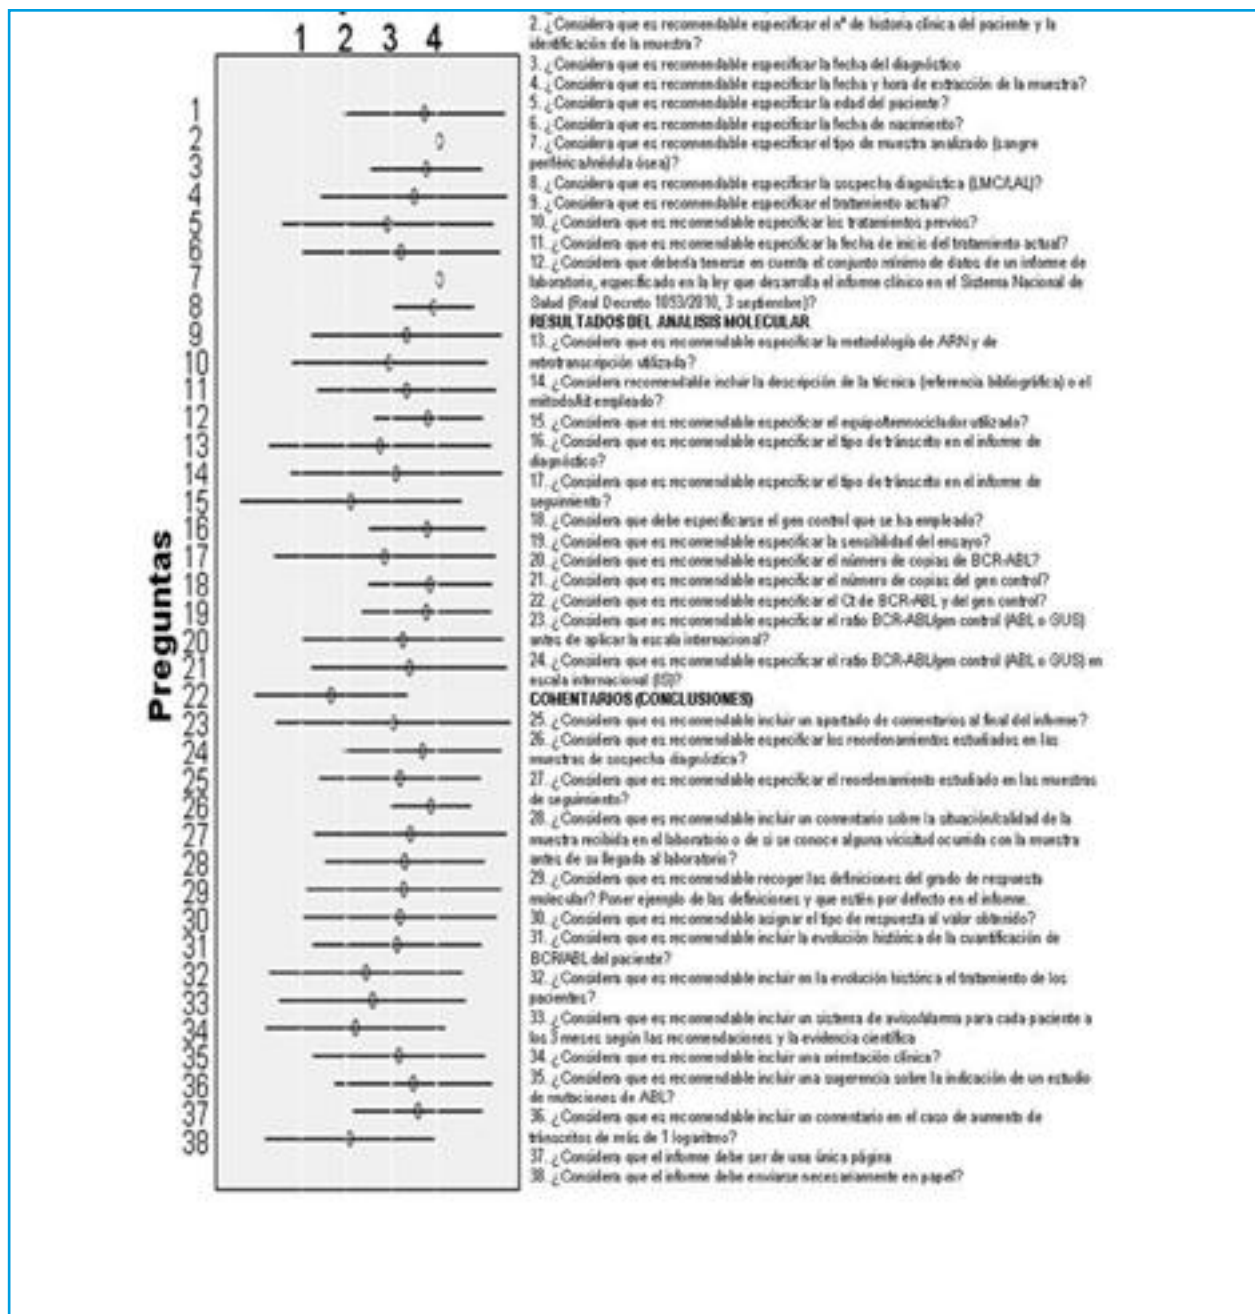 1 2 3 4
Preguntas
1
2
3
4
5
6
7
8
9
10
11
12
13
14
15
16
17
18
19
20
21
22
23
24
25
26
27
28
29
30
31
32
33
34
35
36
37
38
2. ¿Considera que es recomendable especificar el nº de historia clínica del paciente y la
identificación de la muestra?
3. ¿Considera que es recomendable especificar la fecha del diagnóstico
4. ¿Considera que es recomendable especificar la fecha y hora de extracción de la muestra?
5. ¿Considera que es recomendable especificar la edad del paciente?
6. ¿Considera que es recomendable especificar la fecha de nacimiento?
7. ¿Considera que es recomendable especificar el tipo de muestra analizado (sangre
periférica/médula ósea)?
8. ¿Considera que es recomendable especificar la sospecha diagnóstica (LMC/LAL)?
9. ¿Considera que es recomendable especificar el tratamiento actual?
10. ¿Considera que es recomendable especificar los tratamientos previos?
11. ¿Considera que es recomendable especificar la fecha de inicio del tratamiento actual?
12. ¿Considera que debería tenerse en cuenta el conjunto mínimo de datos de un informe de
laboratorio, especificado en la ley que desarrolla el informe clínico en el Sistema Nacional de
Salud (Real Decreto 1093/2010, 3 septiembre)?
RESULTADOS DEL ANALISIS MOLECULAR
13. ¿Considera que es recomendable especificar la metodología de ARN y de
retrotranscripción utilizada?
14. ¿Considera recomendable incluir la descripción de la técnica (referencia bibliográfica) o el
método/kit empleado?
15. ¿Considera que es recomendable especificar el equipo/termociclador utilizado?
16. ¿Considera que es recomendable especificar el tipo de tránscrito en el informe de
diagnóstico?
17. ¿Considera que es recomendable especificar el tipo de tránscrito en el informe de
seguimiento?
18. ¿Considera que debe especificarse el gen control que se ha empleado?
19. ¿Considera que es recomendable especificar la sensibilidad del ensayo?
20. ¿Considera que es recomendable especificar el número de copias de BCR-ABL?
21. ¿Considera que es recomendable especificar el número de copias del gen control?
22. ¿Considera que es recomendable especificar el Ct de BCR-ABL y del gen control?
23. ¿Considera que es recomendable especificar el ratio BCR-ABL/gen control (ABL o GUS)
antes de aplicar la escala internacional?
24. ¿Considera que es recomendable especificar el ratio BCR-ABL/gen control (ABL o GUS) en
escala internacional (IS)?
COMENTARIOS (CONCLUSIONES)
25. ¿Considera que es recomendable incluir un apartado de comentarios al final del informe?
26. ¿Considera que es recomendable especificar los reordenamientos estudiados en las
muestras de sospecha diagnóstica?
27. ¿Considera que es recomendable especificar el reordenamiento estudiado en las muestras
de seguimiento?
28. ¿Considera que es recomendable incluir un comentario sobre la situación/calidad de la
muestra recibida en el laboratorio o de si se conoce alguna vicisitud ocurrida con la muestra
antes de su llegada al laboratorio?
29. ¿Considera que es recomendable recoger las definiciones del grado de respuesta
molecular? Poner ejemplo de las definiciones y que estén por defecto en el informe.
30. ¿Considera que es recomendable asignar el tipo de respuesta al valor obtenido?
31. ¿Considera que es recomendable incluir la evolución histórica de la cuantificación de
BCR/ABL del paciente?
32. ¿Considera que es recomendable incluir en la evolución histórica el tratamiento de los
pacientes?
33. ¿Considera que es recomendable incluir un sistema de aviso/alarma para cada paciente a
los 3 meses según las recomendaciones y la evidencia científica
34. ¿Considera que es recomendable incluir una orientación clínica?
35. ¿Considera que es recomendable incluir una sugerencia sobre la indicación de un estudio
de mutaciones de ABL?
36. ¿Considera que es recomendable incluir un comentario en el caso de aumento de
tránscritos de más de 1 logaritmo?
37. ¿Considera que el informe debe ser de una única página
38. ¿Considera que el informe debe enviarse necesariamente en papel?